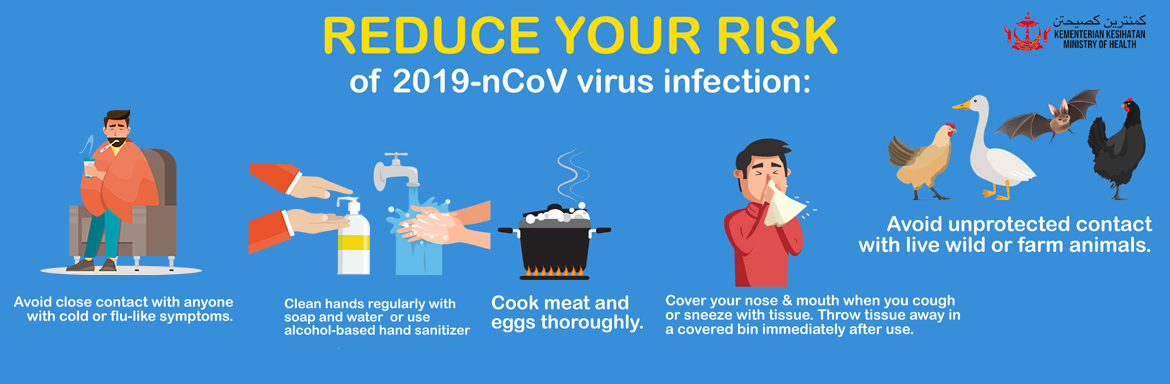 REDUCE YOUR RISK
of 2019-nCoV virus infection:
كمنترين كصيحتن
KEMENTERIAN KESIHATAN
MINISTRY OF HEALTH
Avoid close contact with anyone
with cold or flu-like symptoms.
Clean hands regularly with
soap and water or use
alcohol-based hand sanitizer
Cook meat and
eggs thoroughly.
Cover your nose & mouth when you cough
or sneeze with tissue. Throw tissue away in
a covered bin immediately after use.
Avoid unprotected contact
with live wild or farm animals.